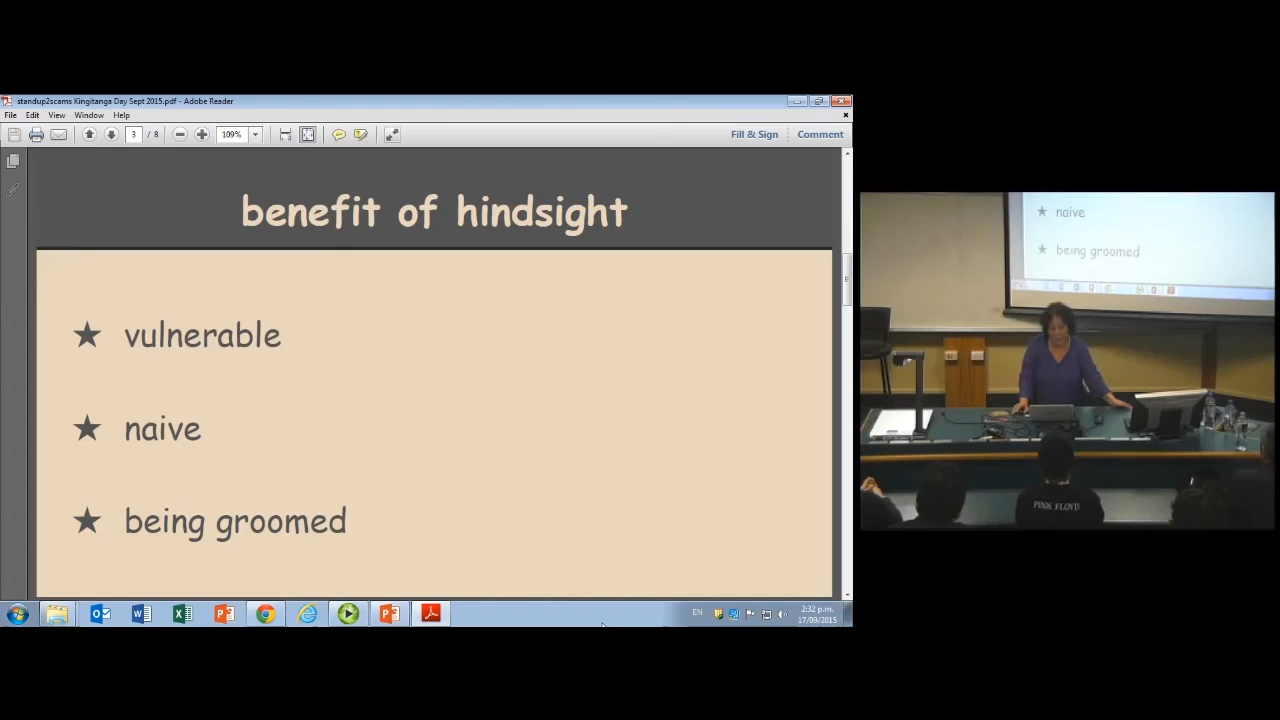 standup2scams Kingitanga Day Sept 2015.pdf - Adobe Reader
File Edit View Window Help
3 / 8 109% Fill & Sign Comment
benefit of hindsight
★ vulnerable
★ naive
★ being groomed
EN
2:32 p.m.
17/09/2015
★ naive
★ being groomed
PINK FLOYD